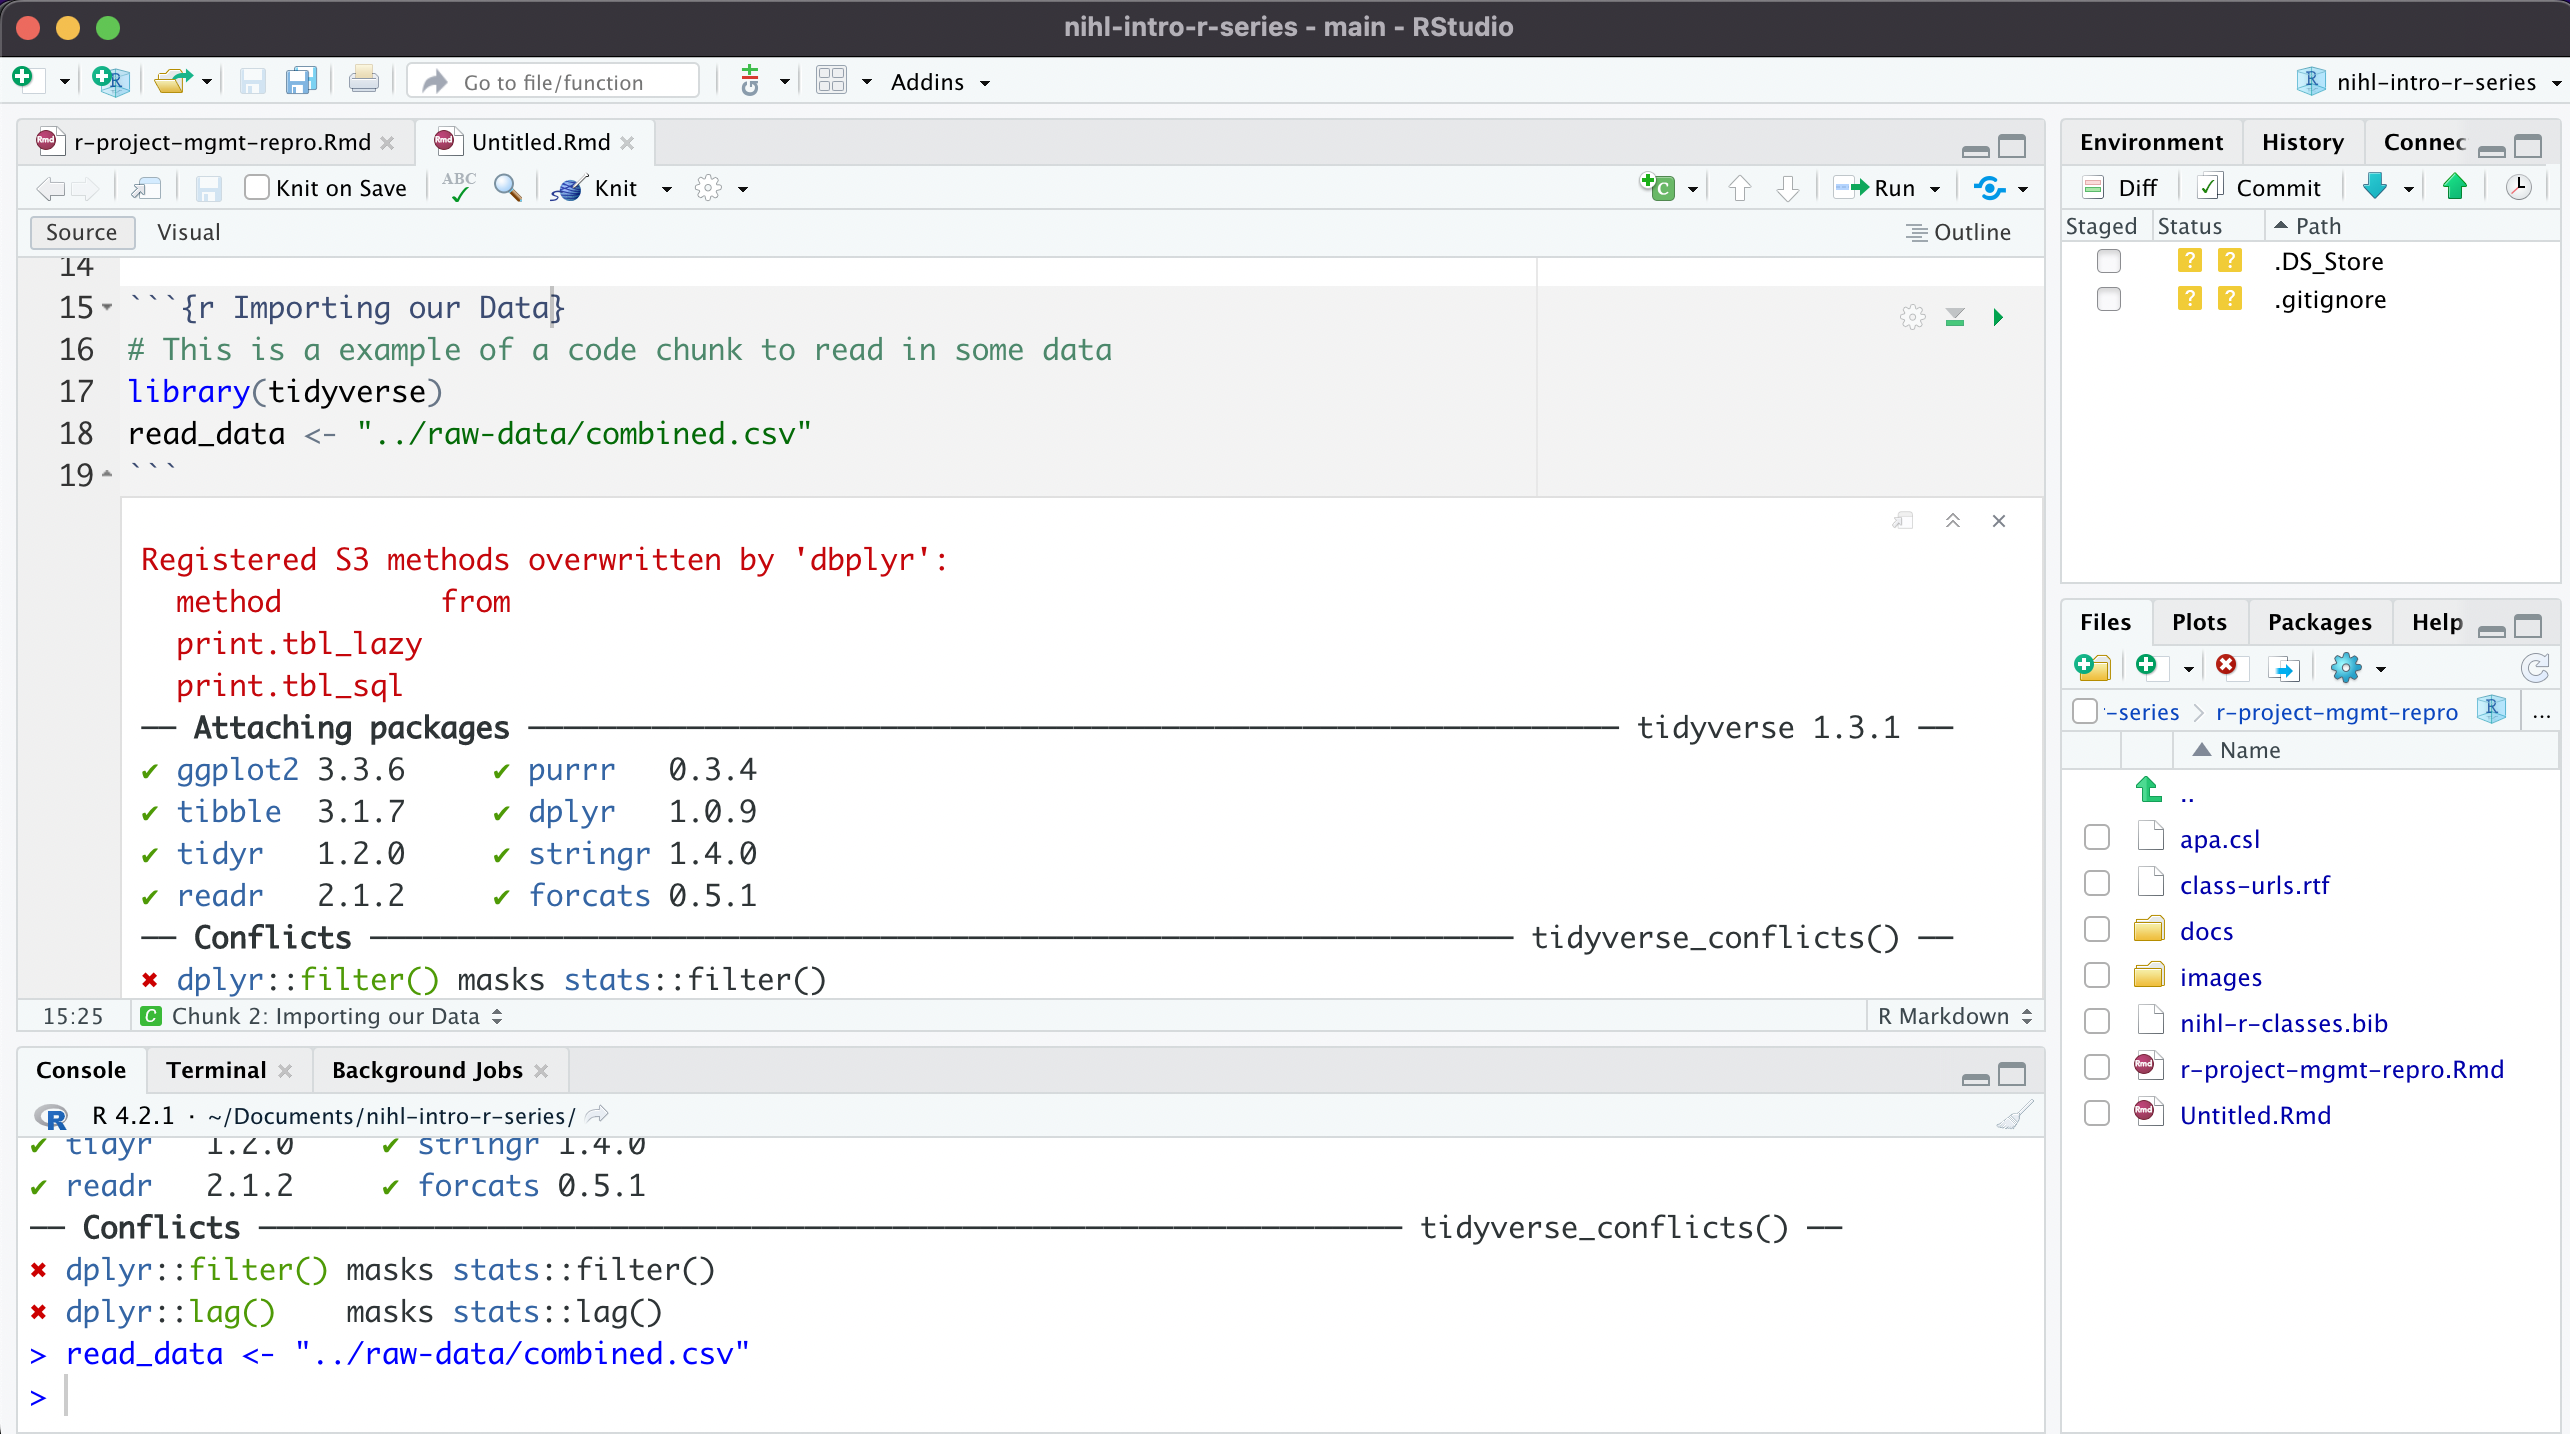 nihl-intro-r-series - main - RStudio
Go to file/function
Addins
nihl-intro-r-series
r-project-mgmt-repro.Rmd
Untitled.Rmd
Knit on Save
ABC
Knit
Run
Source
Visual
Outline
14
15 ```{r Importing our Data}
16 # This is a example of a code chunk to read in some data
17 library(tidyverse)
18 read_data <- "../raw-data/combined.csv"
19 ```
Registered S3 methods overwritten by 'dbplyr':
method from
print.tbl_lazy
print.tbl_sql
── Attaching packages ──────────────── tidyverse 1.3.1 ──
✔ ggplot2 3.3.6 ✔ purrr 0.3.4
✔ tibble 3.1.7 ✔ dplyr 1.0.9
✔ tidyr 1.2.0 ✔ stringr 1.4.0
✔ readr 2.1.2 ✔ forcats 0.5.1
── Conflicts ──────────────── tidyverse_conflicts() ──
✖ dplyr::filter() masks stats::filter()
15:25
C Chunk 2: Importing our Data
R Markdown
Console
Terminal
Background Jobs
R 4.2.1 · ~/Documents/nihl-intro-r-series/
✔ tidyr 1.2.0 ✔ stringr 1.4.0
✔ readr 2.1.2 ✔ forcats 0.5.1
── Conflicts ──────────────── tidyverse_conflicts() ──
✖ dplyr::filter() masks stats::filter()
✖ dplyr::lag() masks stats::lag()
> read_data <- "../raw-data/combined.csv"
>
Environment
History
Connec
Diff
Commit
Staged
Status
Path
? ? .DS_Store
? ? .gitignore
Files
Plots
Packages
Help
-series
r-project-mgmt-repro
...
Name
..
apa.csl
class-urls.rtf
docs
images
nihl-r-classes.bib
r-project-mgmt-repro.Rmd
Untitled.Rmd